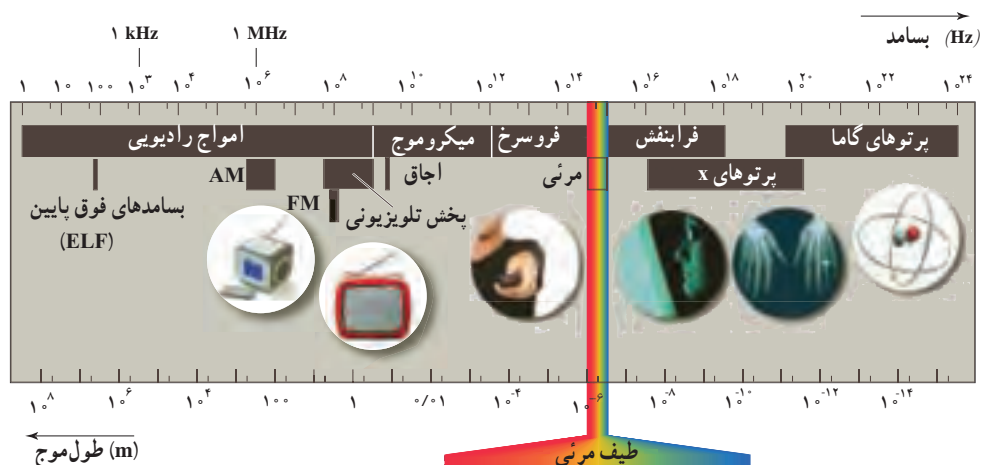 ۱ kHz ۱ MHz بسامد (Hz)
۱ ۱۰ ۱۰۰ ۱۰^۳ ۱۰^۴ ۱۰^۶ ۱۰^۸ ۱۰^۱۰ ۱۰^۱۲ ۱۰^۱۴ ۱۰^۱۶ ۱۰^۱۸ ۱۰^۲۰ ۱۰^۲۲ ۱۰^۲۴
امواج رادیویی میکروموج فروسرخ فرابنفش پرتوهای گاما
AM اجاق مرئی پرتوهای x
بسامدهای فوق پایین FM پخش تلویزیونی
(ELF)
۱۰^۸ ۱۰^۶ ۱۰^۴ ۱۰۰ ۱ ۰/۰۱ ۱۰^-۴ ۱۰^-۶ ۱۰^-۸ ۱۰^-۱۰ ۱۰^-۱۲ ۱۰^-۱۴
طول‌موج (m) طیف مرئی